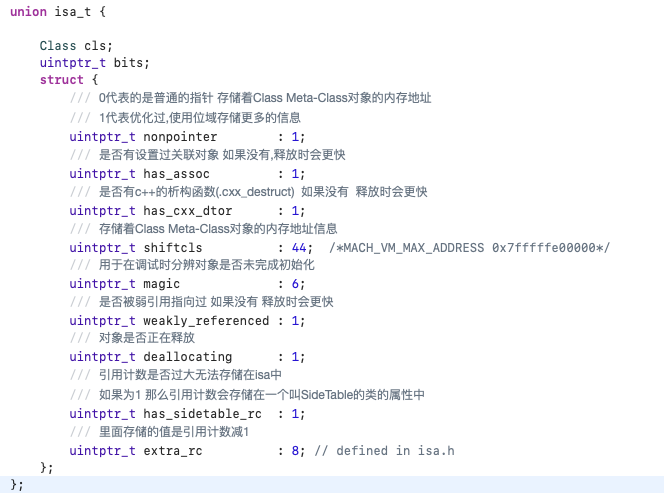 union isa_t {
Class cls;
uintptr_t bits;
struct {
/// 0代表的是普通的指针 存储着Class Meta-Class对象的内存地址
/// 1代表优化过,使用位域存储更多的信息
uintptr_t nonpointer : 1;
/// 是否有设置过关联对象 如果没有,释放时会更快
uintptr_t has_assoc : 1;
/// 是否有c++的析构函数(.cxx_destruct) 如果没有 释放时会更快
uintptr_t has_cxx_dtor : 1;
/// 存储着Class Meta-Class对象的内存地址信息
uintptr_t shiftcls : 44; /*MACH_VM_MAX_ADDRESS 0x7fffffe00000*/
/// 用于在调试时分辨对象是否未完成初始化
uintptr_t magic : 6;
/// 是否被弱引用指向过 如果没有 释放时会更快
uintptr_t weakly_referenced : 1;
/// 对象是否正在释放
uintptr_t deallocating : 1;
/// 引用计数是否过大无法存储在isa中
/// 如果为1 那么引用计数会存储在一个叫SideTable的类的属性中
uintptr_t has_sidetable_rc : 1;
/// 里面存储的值是引用计数减1
uintptr_t extra_rc : 8; // defined in isa.h
};
};